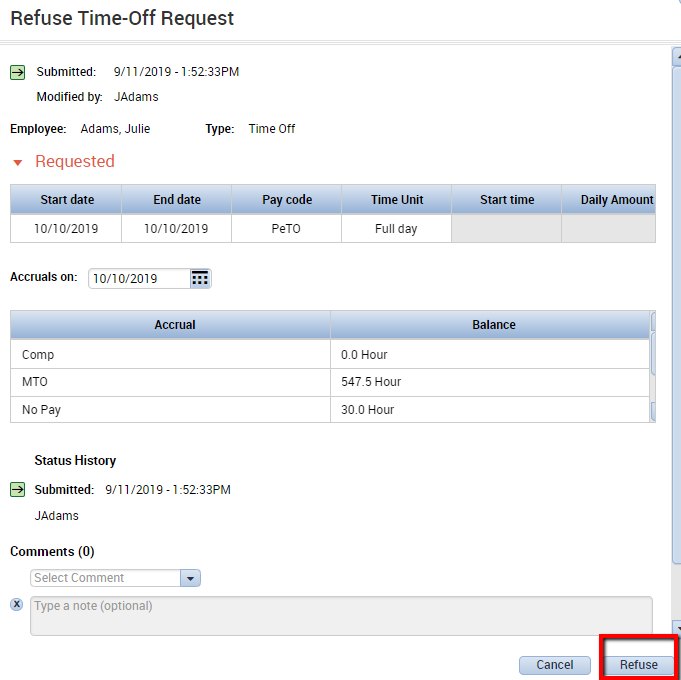 Refuse Time-Off Request
Submitted: 9/11/2019 - 1:52:33PM
Modified by: JAdams
Employee: Adams, Julie Type: Time Off
Requested
Start date End date Pay code Time Unit Start time Daily Amount
10/10/2019 10/10/2019 PeTO Full day
Accruals on: 10/10/2019
Accrual Balance
Comp 0.0 Hour
MTO 547.5 Hour
No Pay 30.0 Hour
Status History
Submitted: 9/11/2019 - 1:52:33PM
JAdams
Comments (0)
Select Comment
x Type a note (optional)
Cancel Refuse